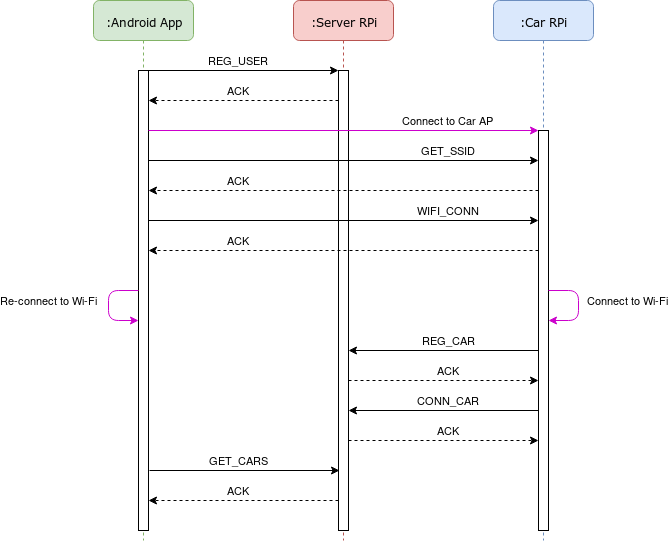 :Android App
:Server RPi
:Car RPi
REG_USER
ACK
Connect to Car AP
GET_SSID
ACK
WIFI_CONN
ACK
Re-connect to Wi-Fi
Connect to Wi-Fi
REG_CAR
ACK
CONN_CAR
ACK
GET_CARS
ACK